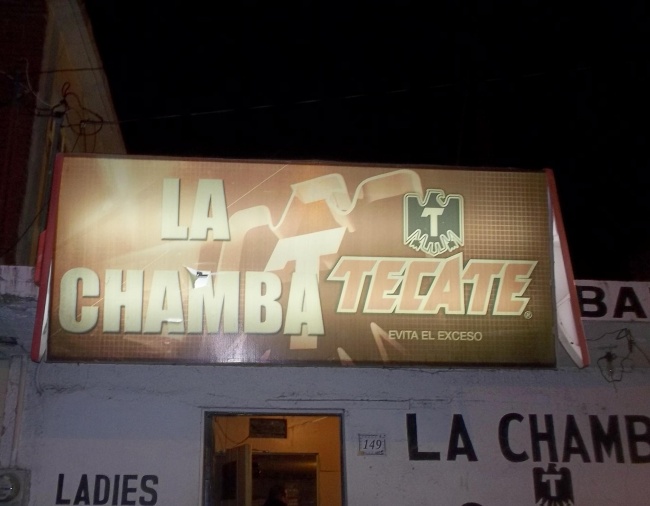 LA
CHAMBA
T
TECATE®
EVITA EL EXCESO
BA
149
LA CHAMB
LADIES